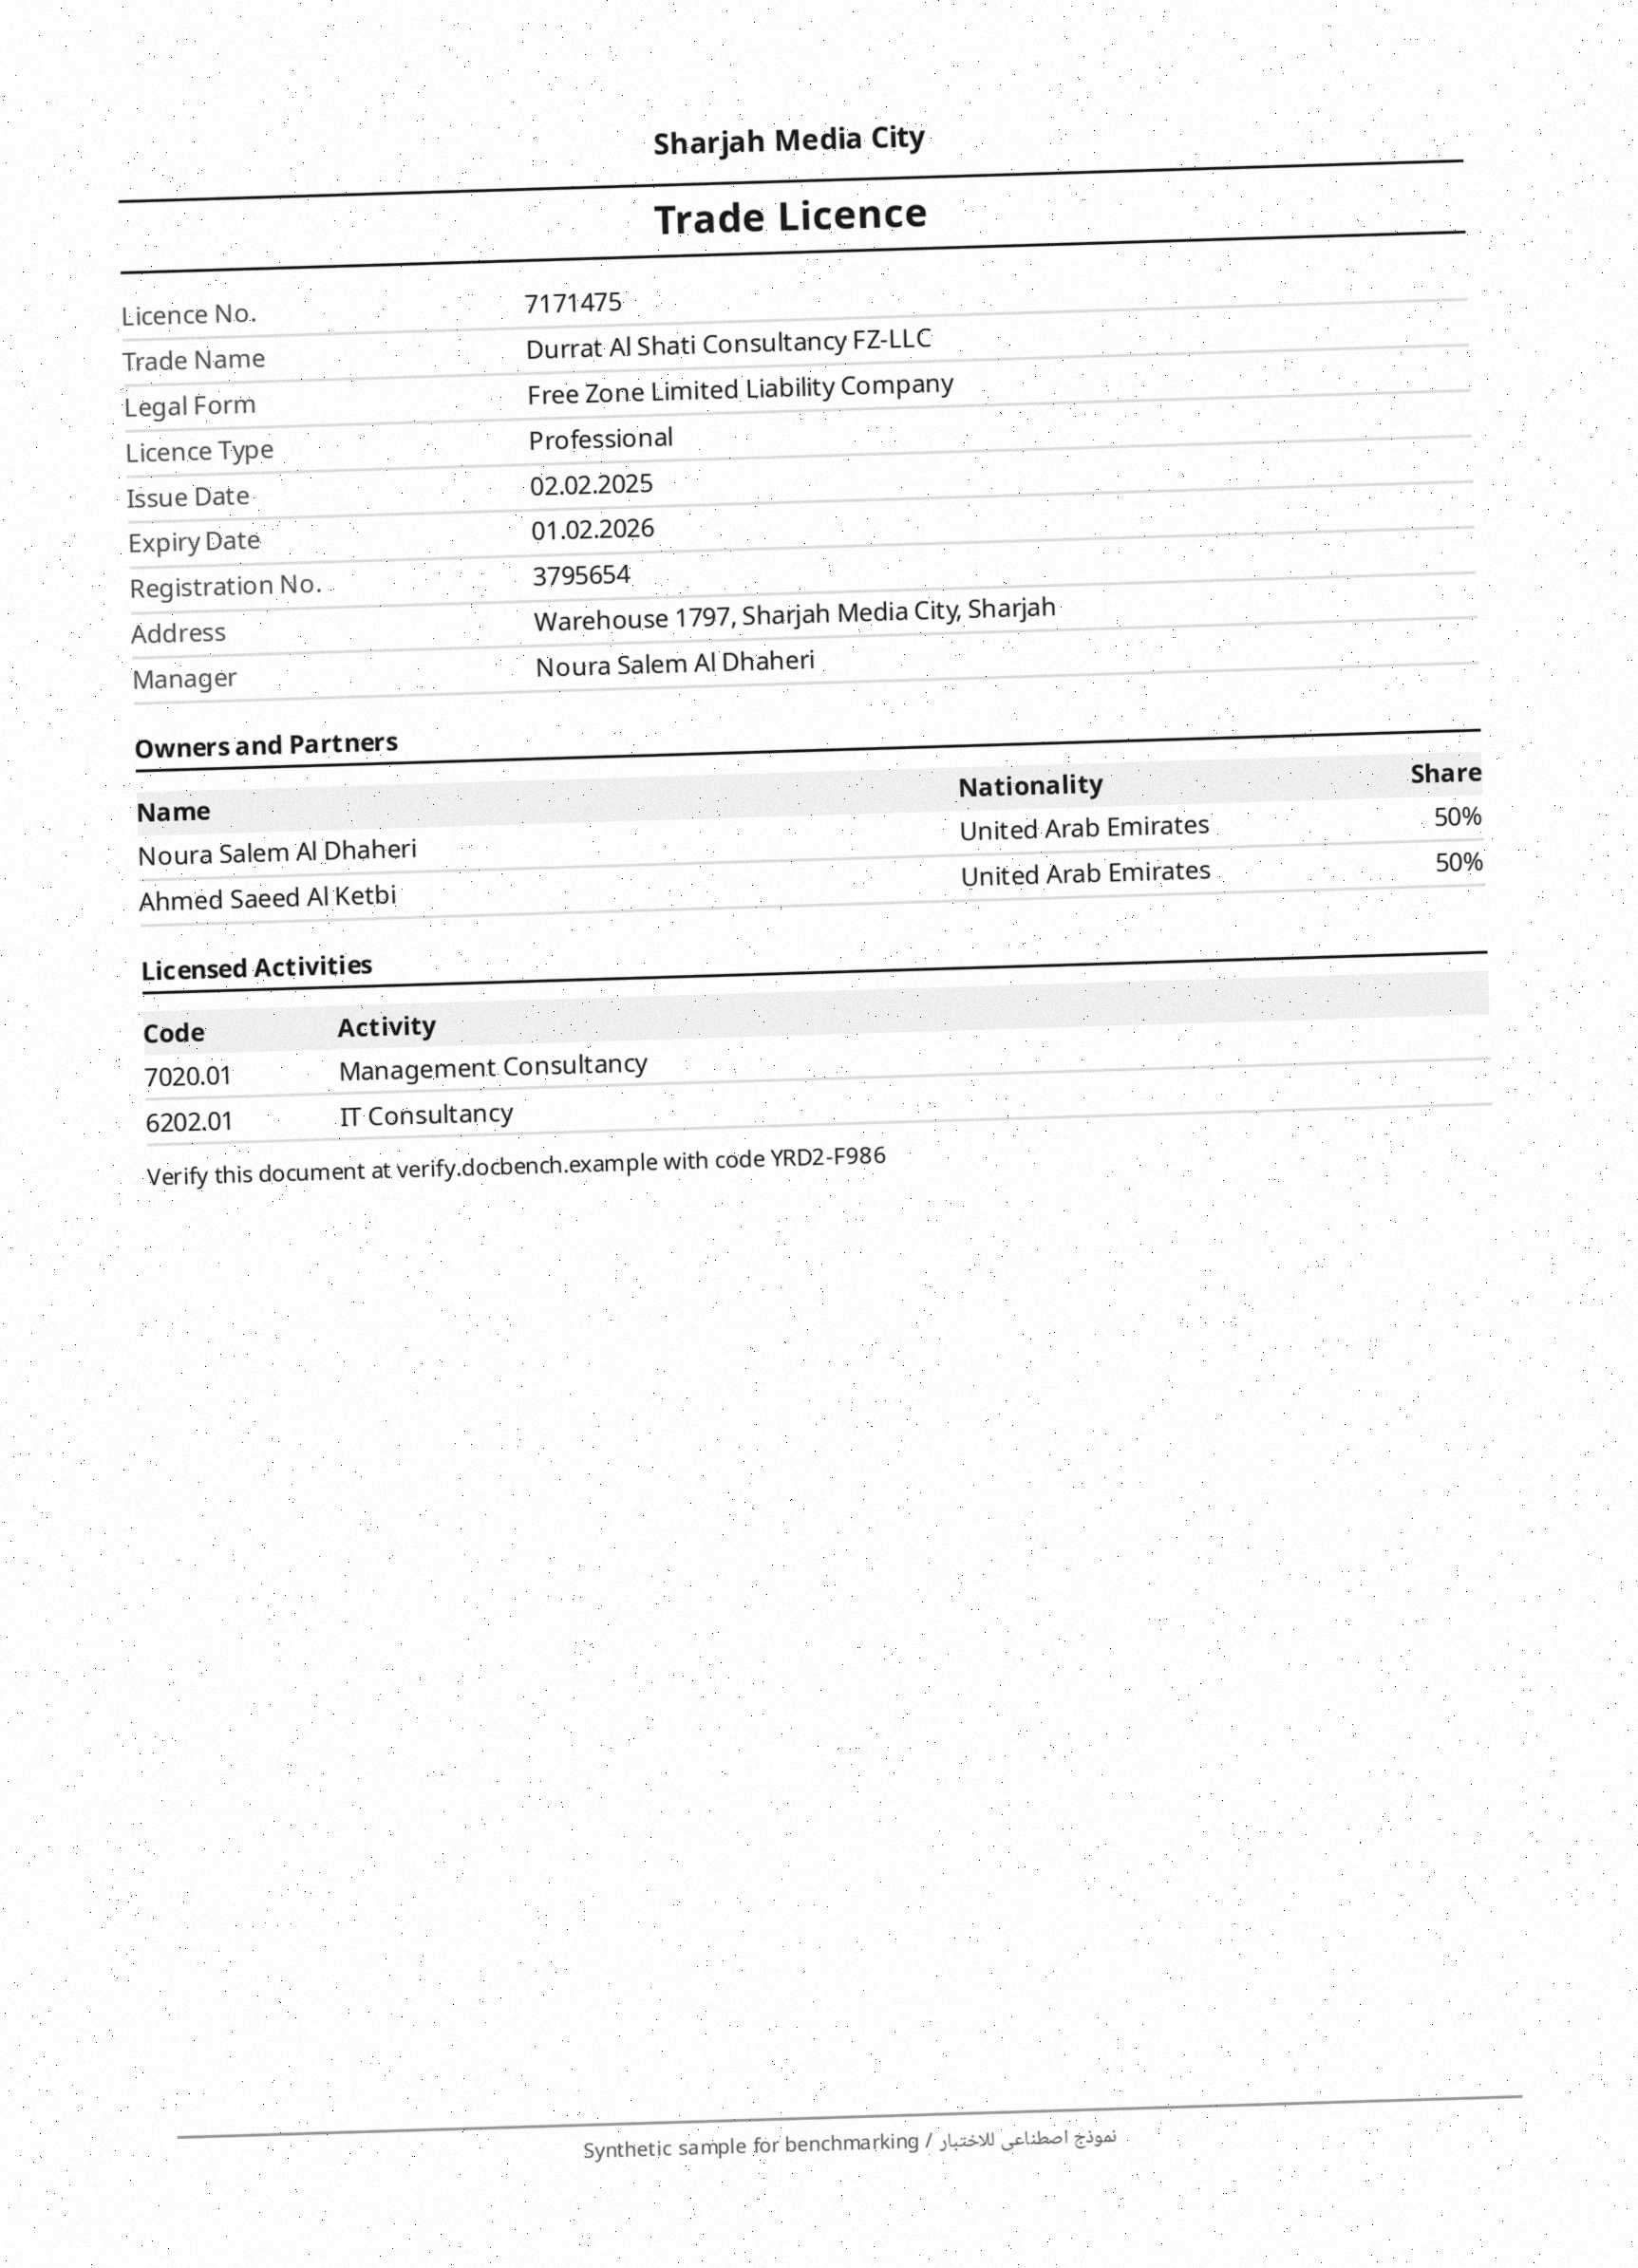 Sharjah Media City
Trade Licence
Licence No. 7171475
Trade Name Durrat Al Shati Consultancy FZ-LLC
Legal Form Free Zone Limited Liability Company
Licence Type Professional
Issue Date 02.02.2025
Expiry Date 01.02.2026
Registration No. 3795654
Address Warehouse 1797, Sharjah Media City, Sharjah
Manager Noura Salem Al Dhaheri
Owners and Partners
Name Nationality Share
Noura Salem Al Dhaheri United Arab Emirates 50%
Ahmed Saeed Al Ketbi United Arab Emirates 50%
Licensed Activities
Code Activity
7020.01 Management Consultancy
6202.01 IT Consultancy
Verify this document at verify.docbench.example with code YRD2-F986
Synthetic sample for benchmarking / نموذج اصطناعي للاختبار